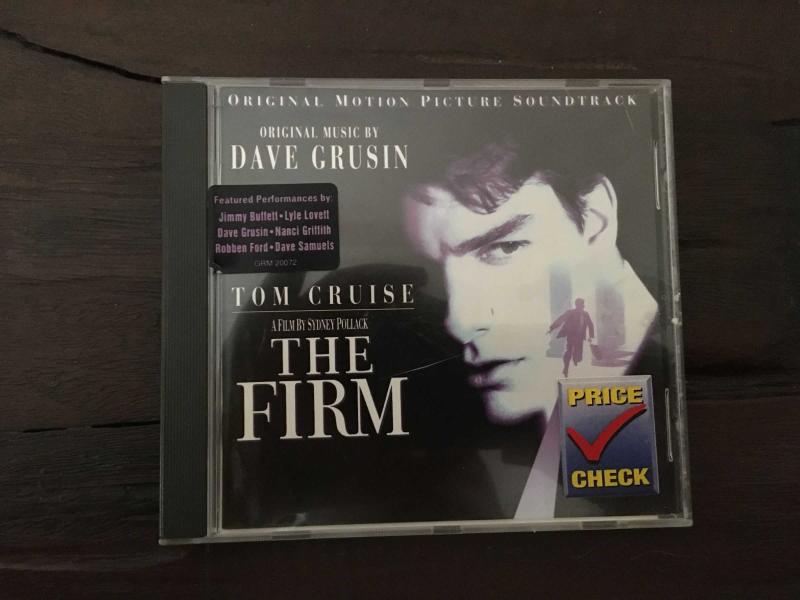 ORIGINAL MOTION PICTURE SOUNDTRACK
ORIGINAL MUSIC BY
DAVE GRUSIN
Featured Performances by:
Jimmy Buffett • Lyle Lovett
Dave Grusin • Nanci Griffith
Robben Ford • Dave Samuels
GRM 20072
TOM CRUISE
A FILM BY SYDNEY POLLACK
THE
FIRM
PRICE
CHECK